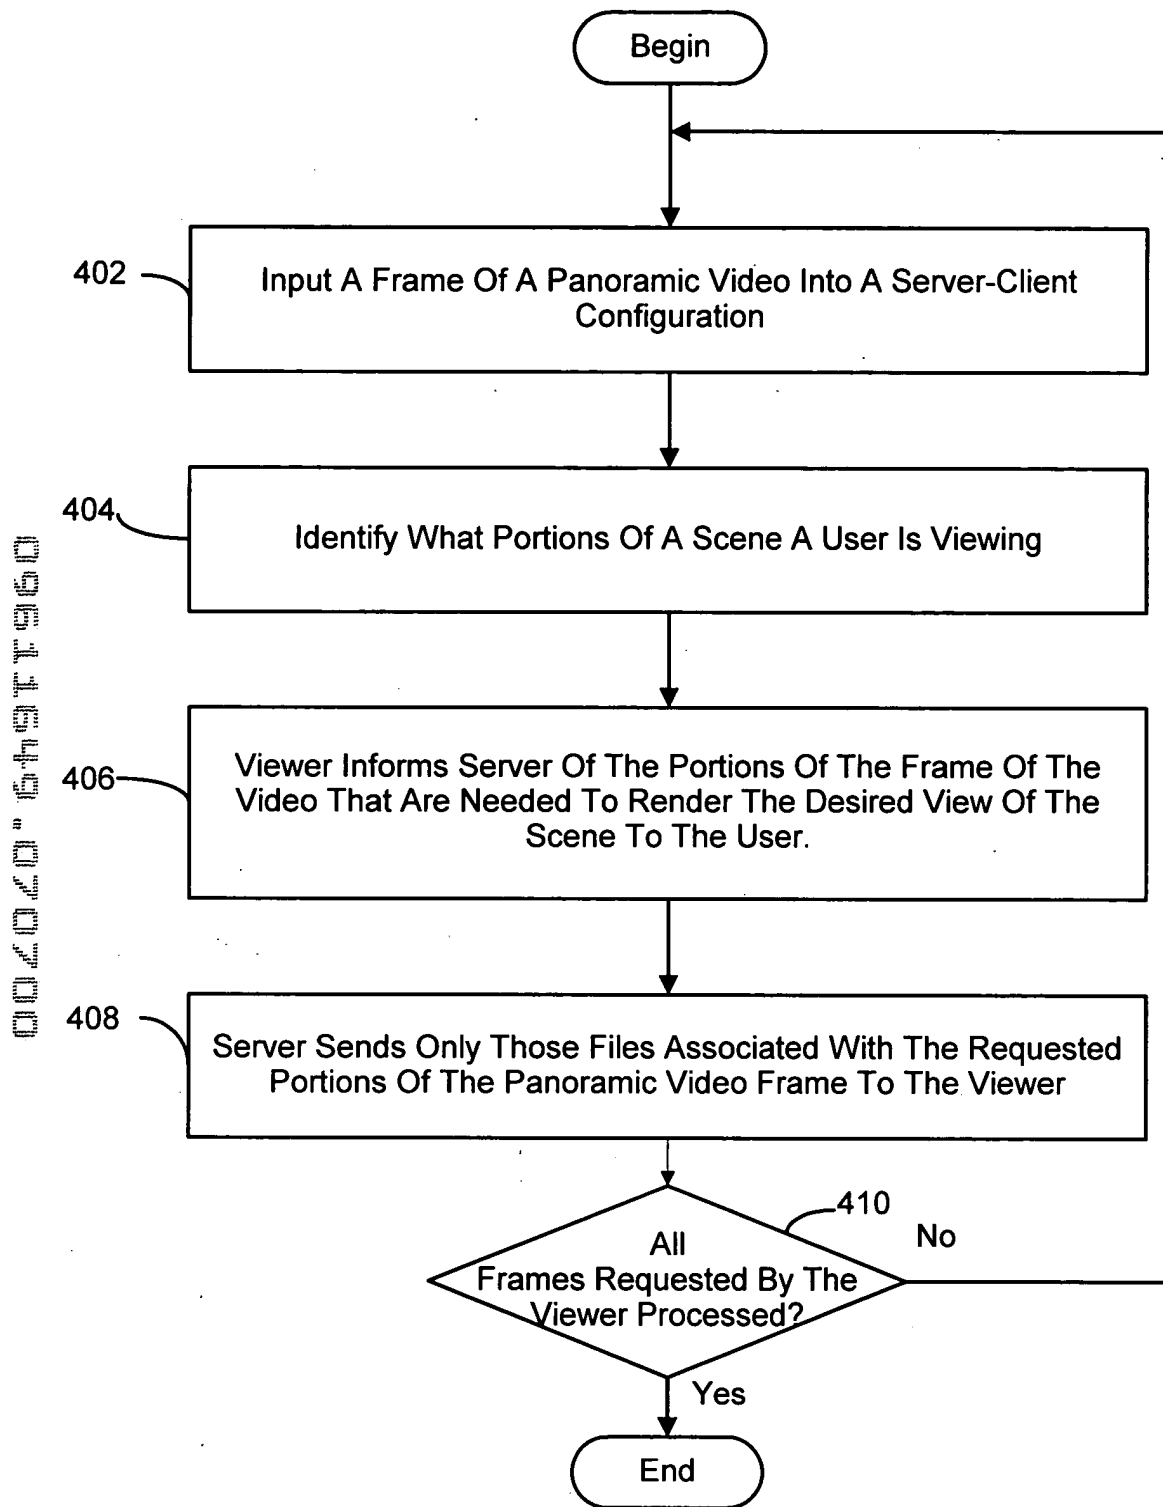 Begin
402
Input A Frame Of A Panoramic Video Into A Server-Client
Configuration
404
Identify What Portions Of A Scene A User Is Viewing
406
Viewer Informs Server Of The Portions Of The Frame Of The
Video That Are Needed To Render The Desired View Of The
Scene To The User.
408
Server Sends Only Those Files Associated With The Requested
Portions Of The Panoramic Video Frame To The Viewer
410
All
Frames Requested By The
Viewer Processed?
No
Yes
End
09611649.070700